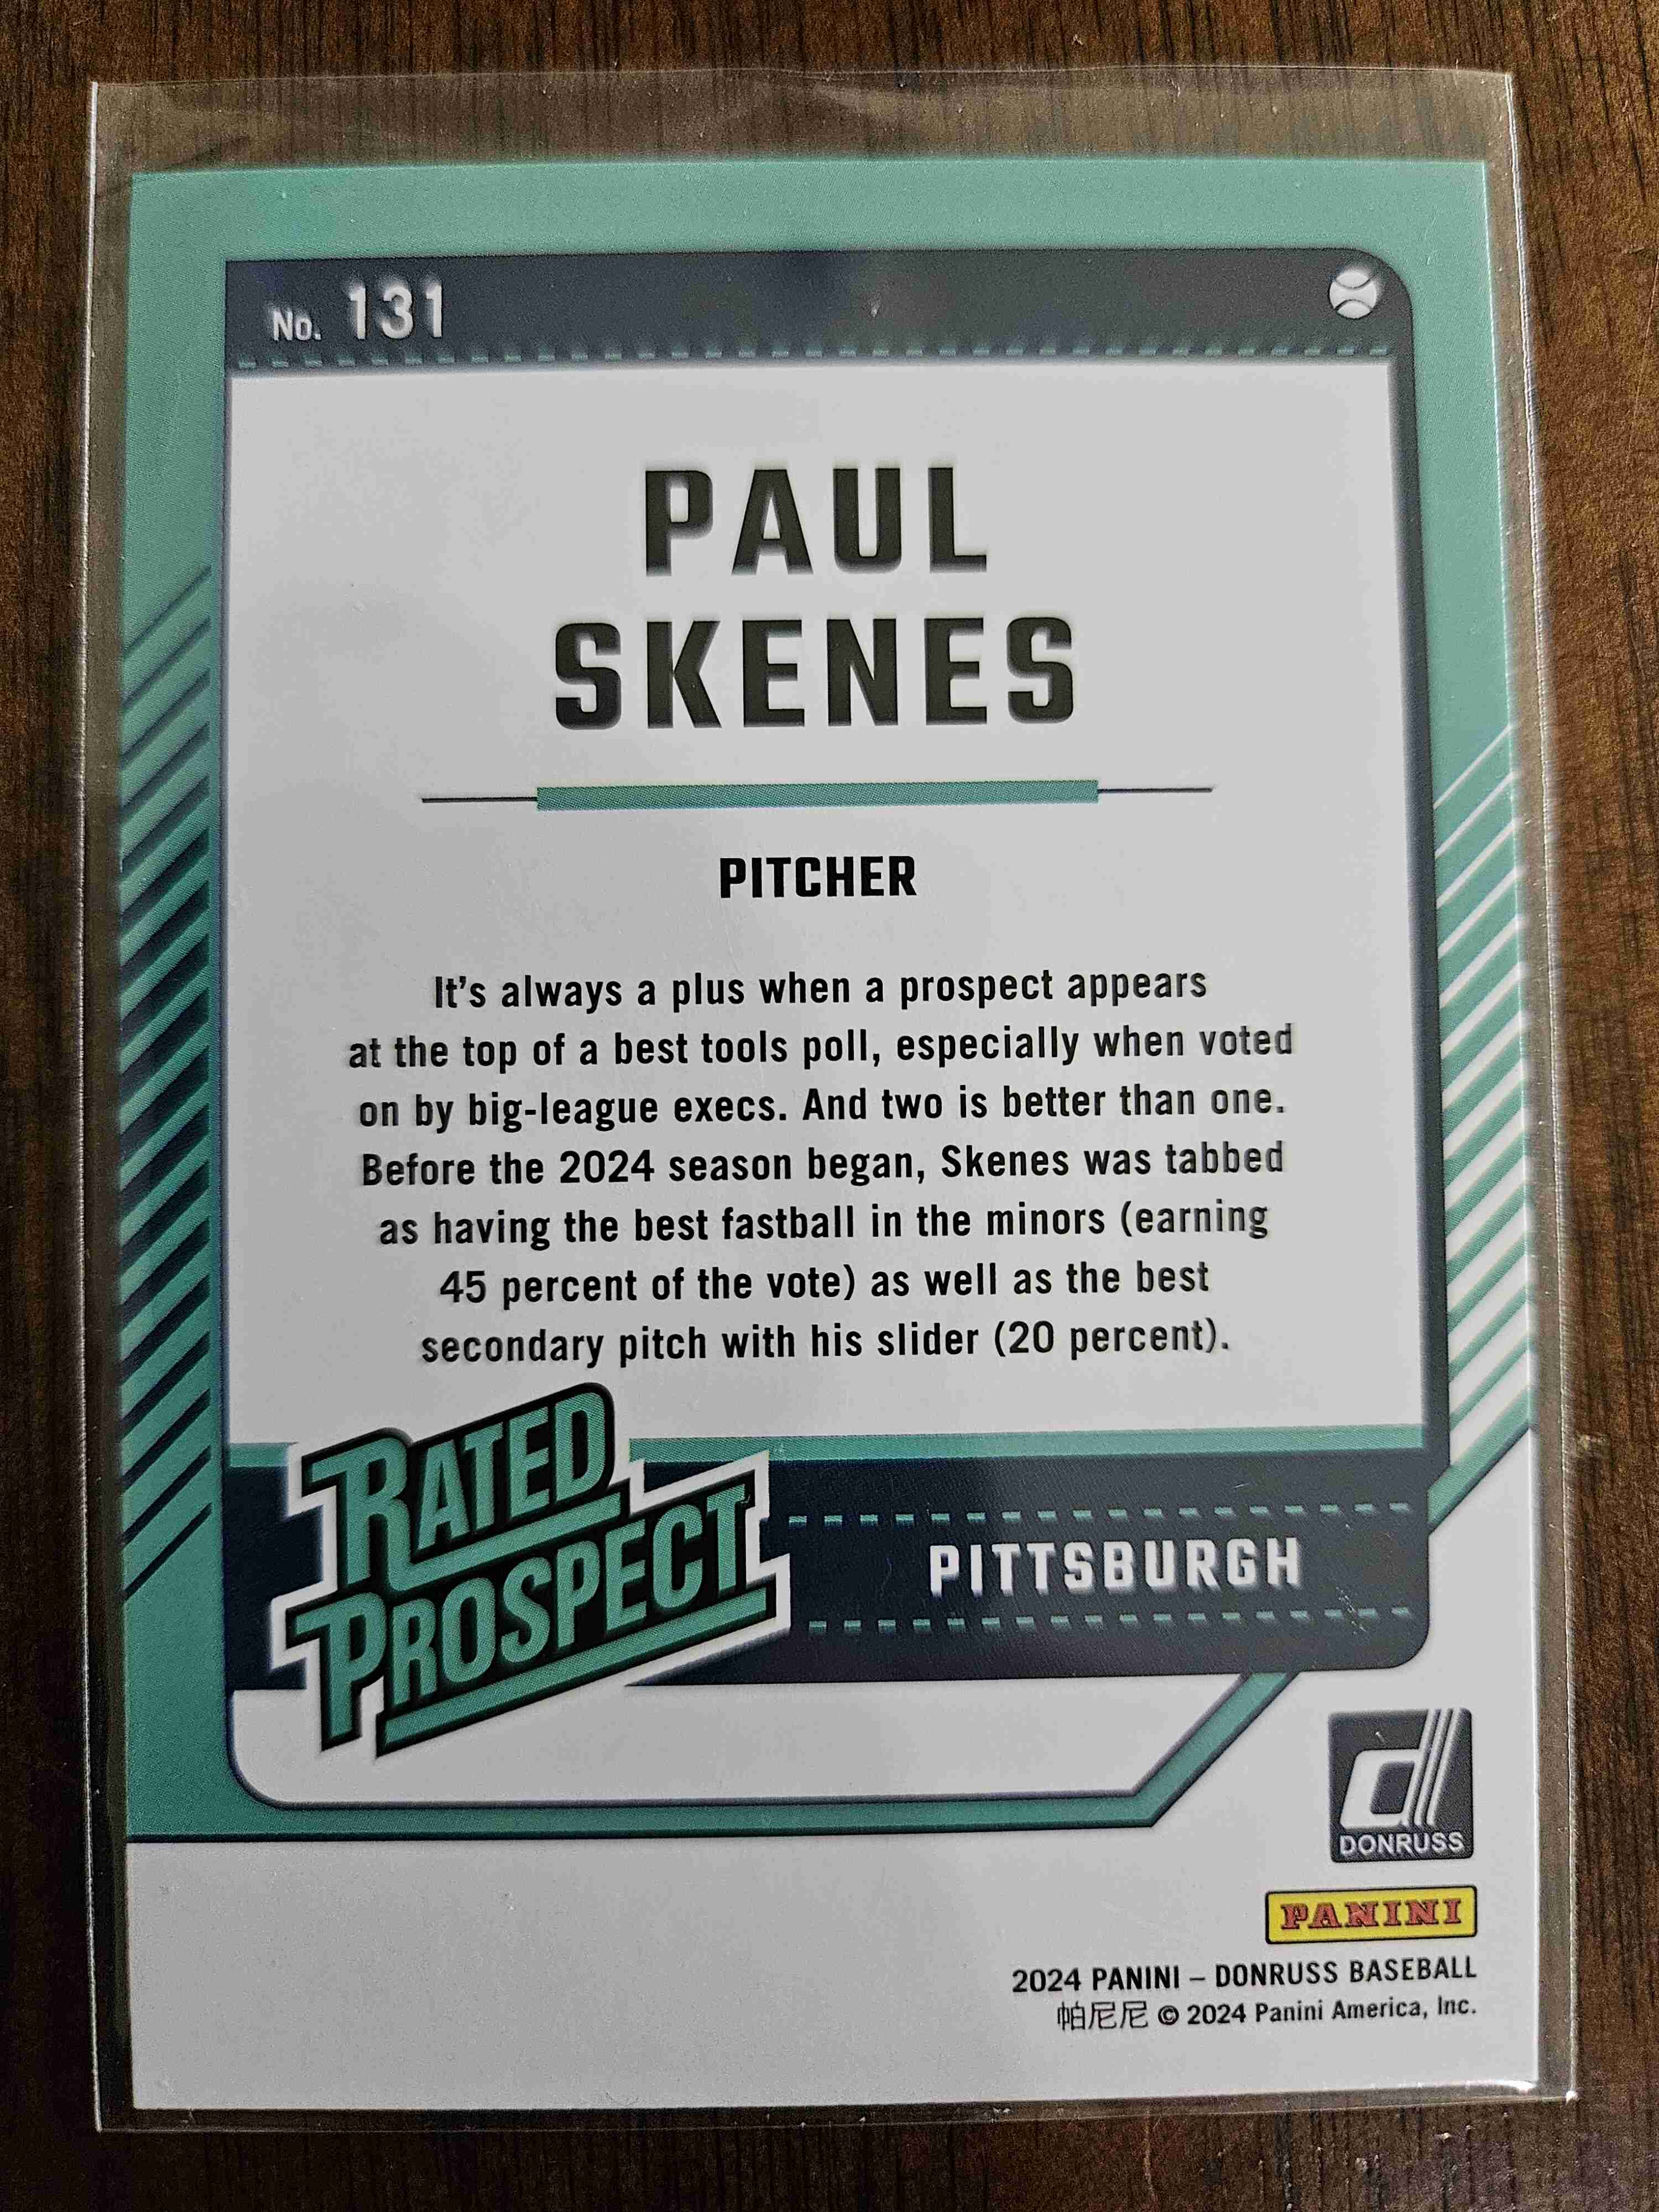 No. 131
PAUL
SKENES
PITCHER
It's always a plus when a prospect appears
at the top of a best tools poll, especially when voted
on by big-league execs. And two is better than one.
Before the 2024 season began, Skenes was tabbed
as having the best fastball in the minors (earning
45 percent of the vote) as well as the best
secondary pitch with his slider (20 percent).
RATED
PROSPECT
PITTSBURGH
d
DONRUSS
PANINI
2024 PANINI – DONRUSS BASEBALL
帕尼尼 © 2024 Panini America, Inc.